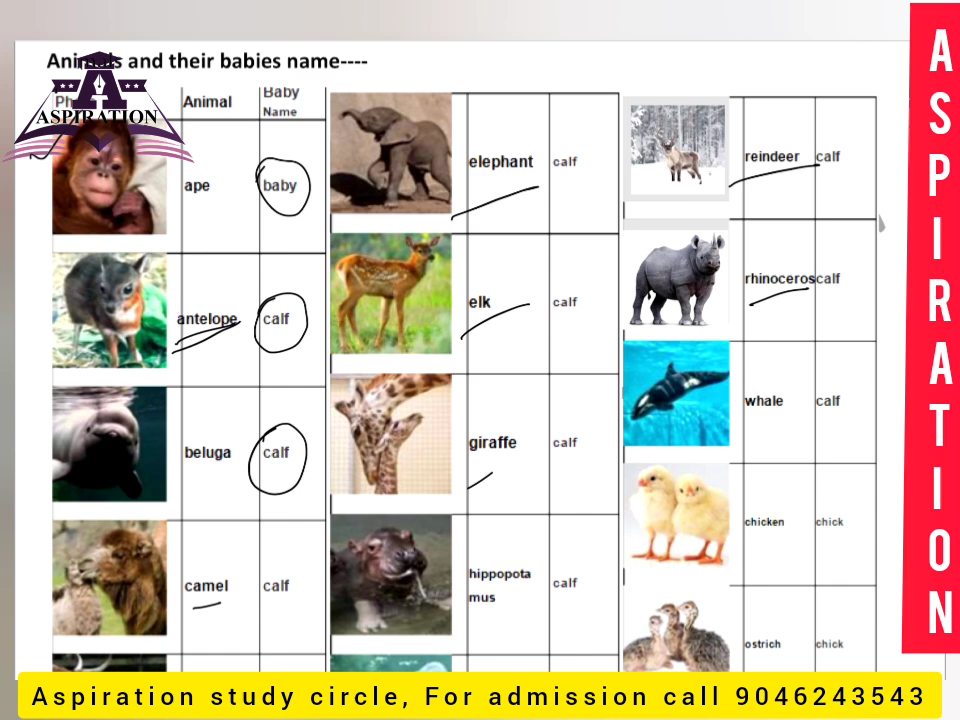 Animals and their babies name----
Ph
Animal
Baby
Name
ASPIRATION
ape
baby
antelope
calf
beluga
calf
camel
calf
elephant
calf
elk
calf
giraffe
calf
hippopota
mus
calf
reindeer
calf
rhinoceros
calf
whale
calf
chicken
chick
ostrich
chick
ASPIRATION
Aspiration study circle, For admission call 9046243543